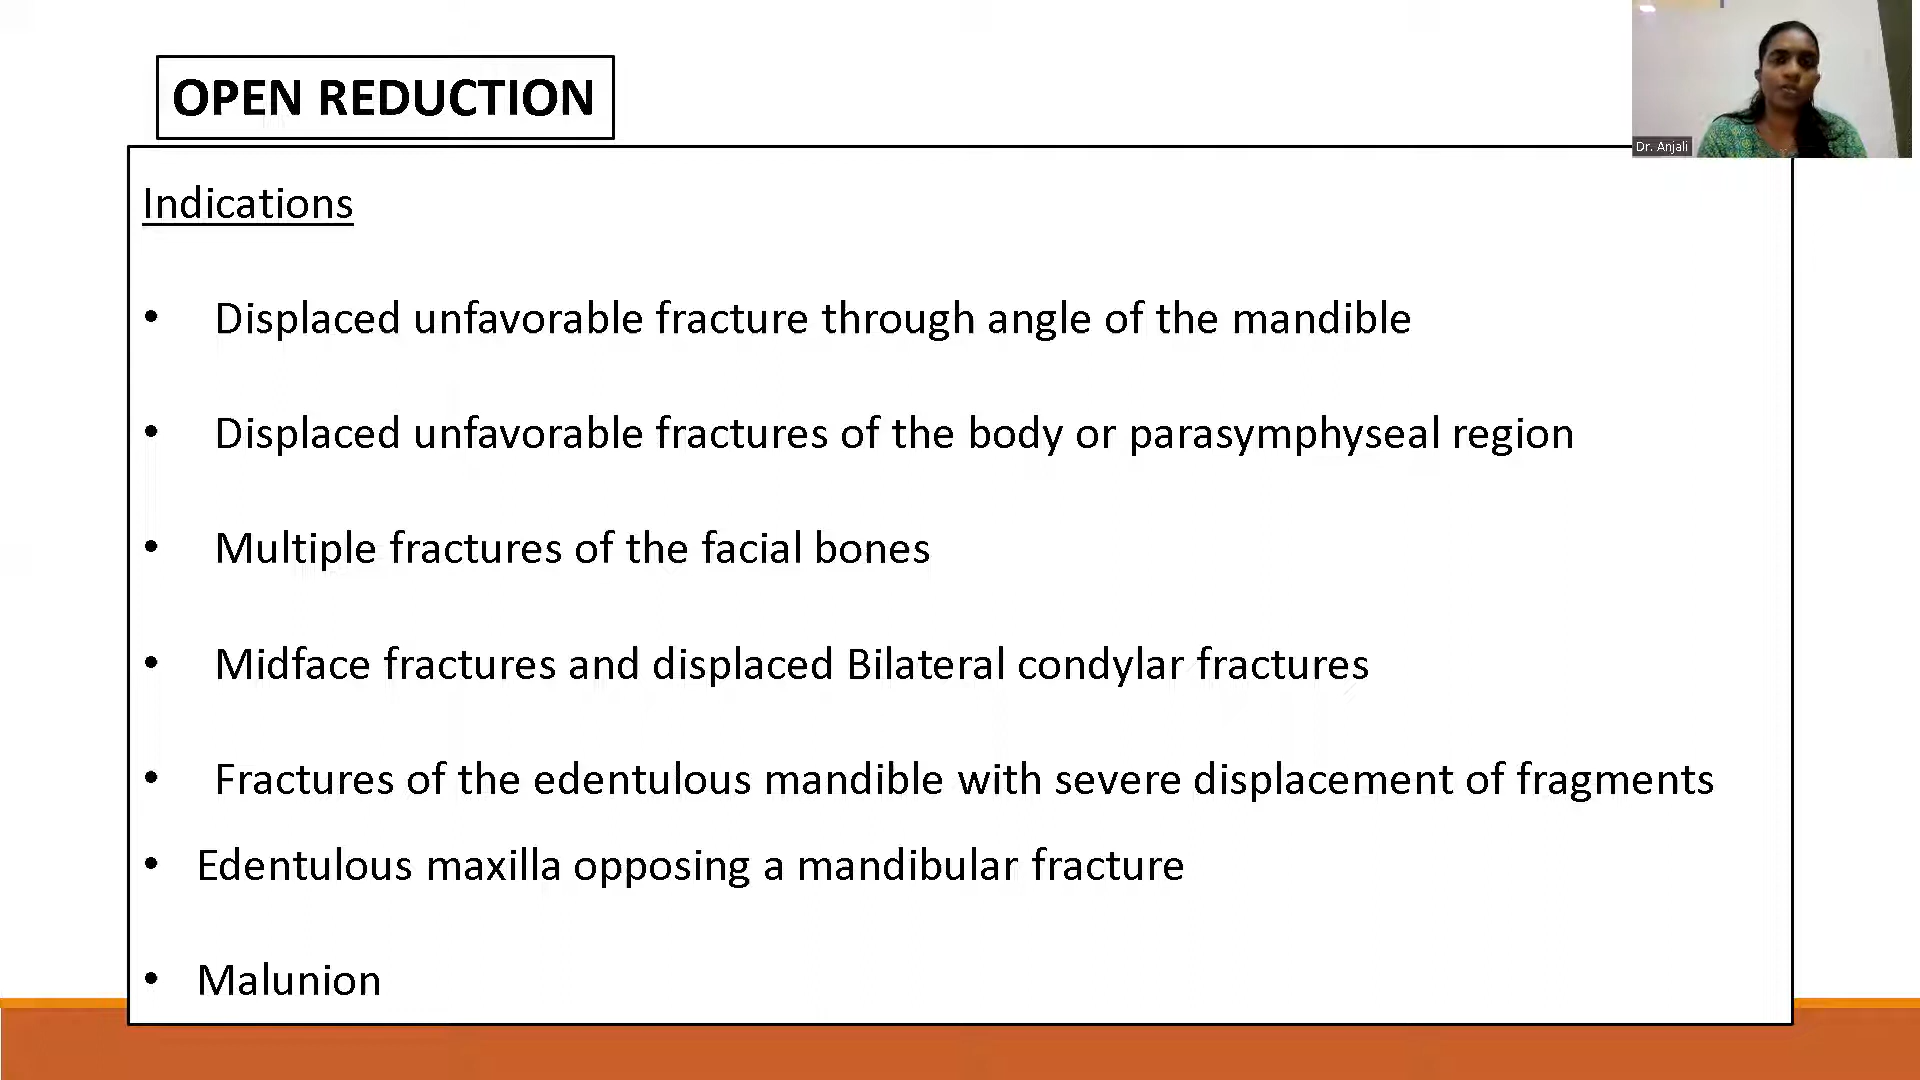 OPEN REDUCTION
Dr. Anjali
Indications
• Displaced unfavorable fracture through angle of the mandible
• Displaced unfavorable fractures of the body or parasymphyseal region
• Multiple fractures of the facial bones
• Midface fractures and displaced Bilateral condylar fractures
• Fractures of the edentulous mandible with severe displacement of fragments
• Edentulous maxilla opposing a mandibular fracture
• Malunion